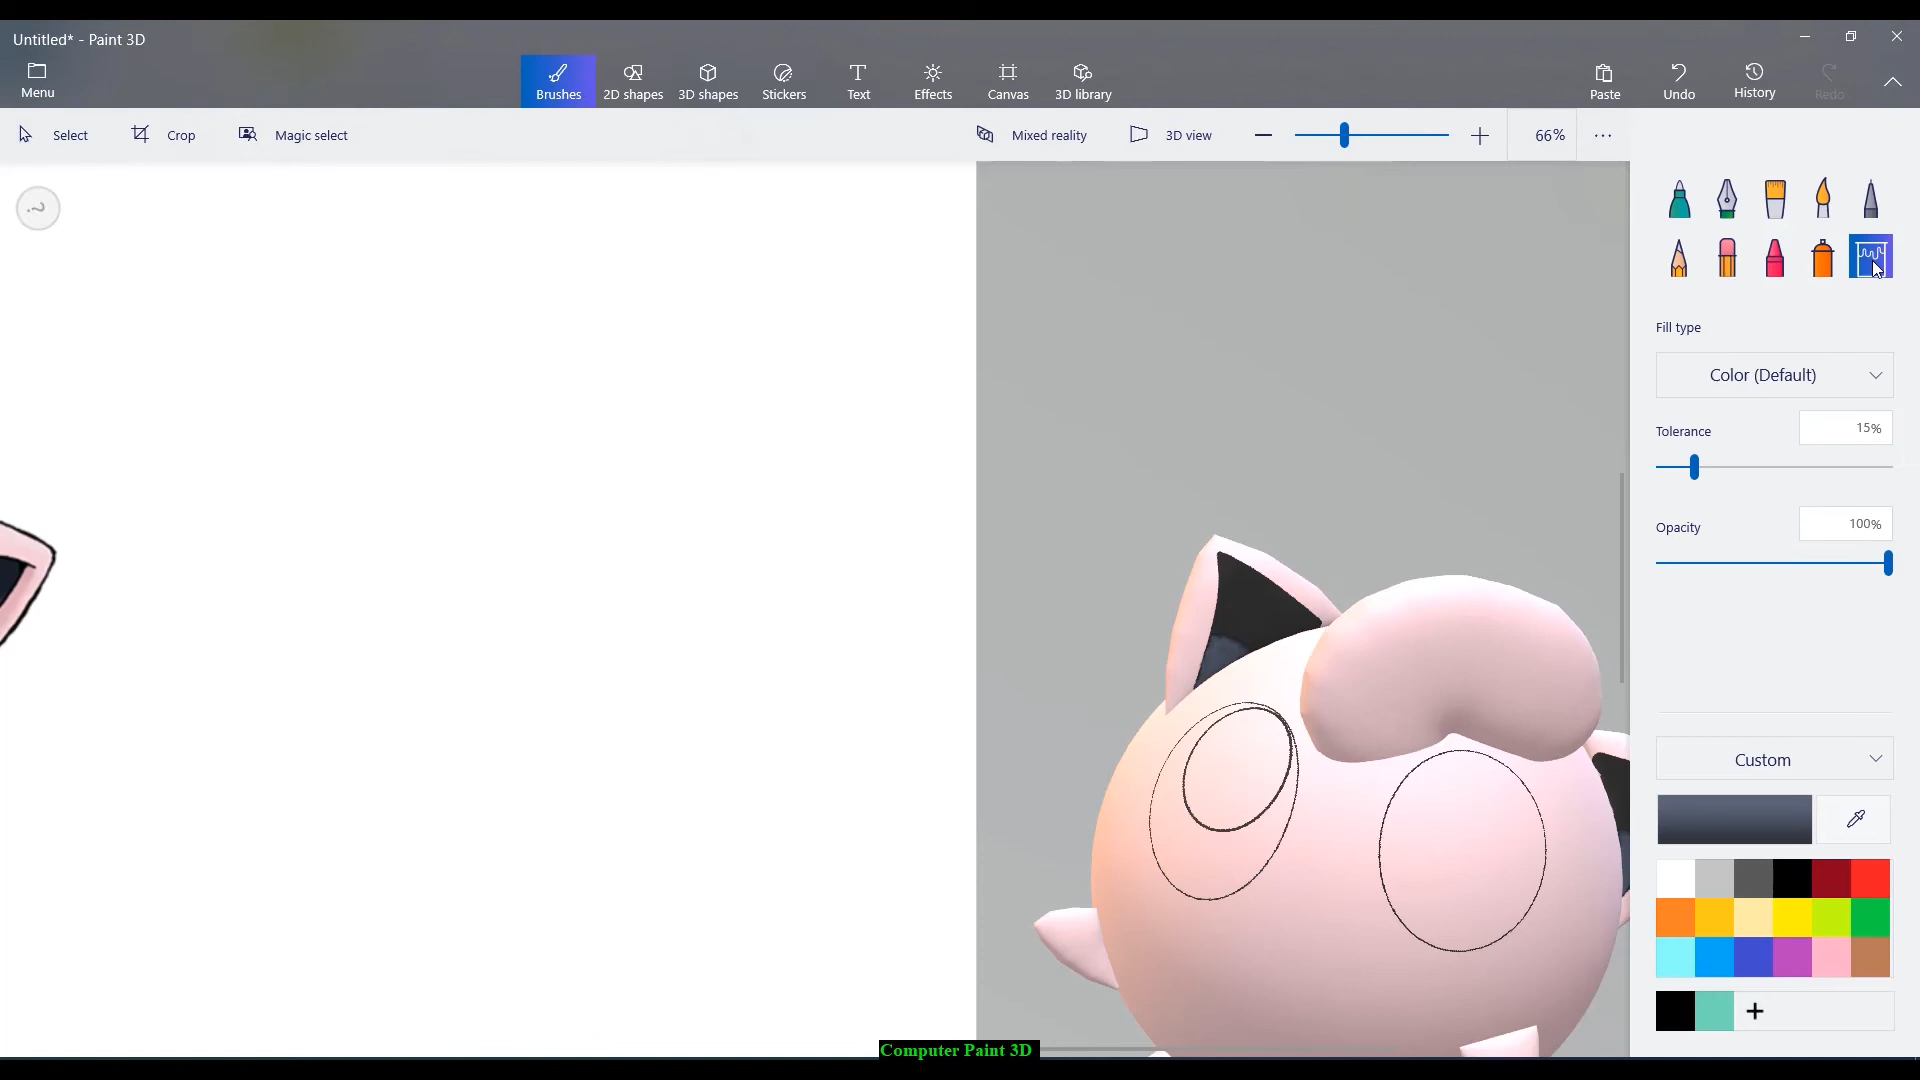 Untitled* - Paint 3D
Menu
Brushes
2D shapes
3D shapes
Stickers
Text
Effects
Canvas
3D library
Paste
Undo
History
Redo
Select
Crop
Magic select
Mixed reality
3D view
66%
Fill type
Color (Default)
Tolerance
15%
Opacity
100%
Custom
Computer Paint 3D